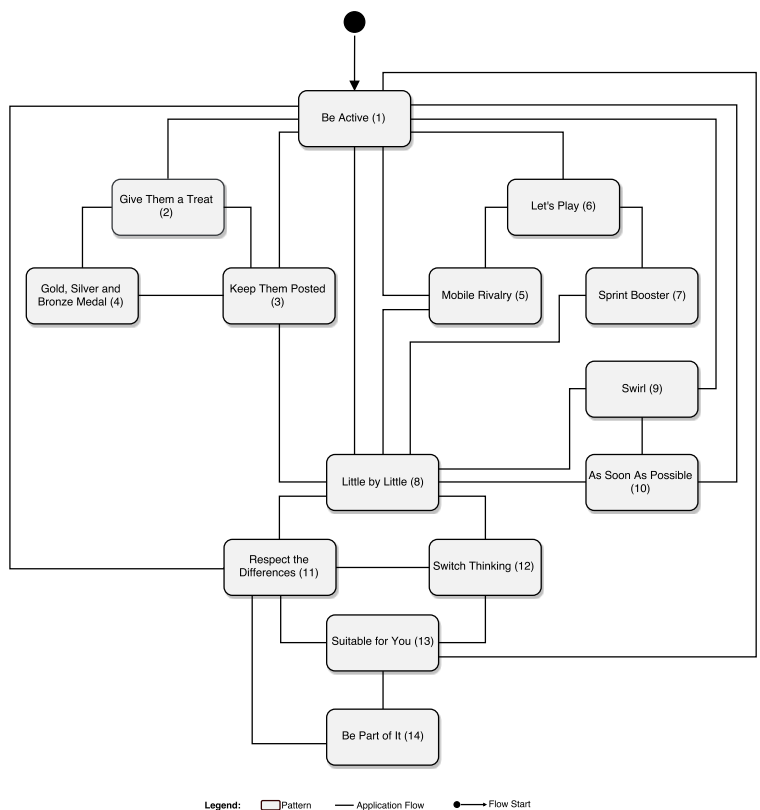 Be Active (1)
Give Them a Treat
(2)
Let's Play (6)
Gold, Silver and
Bronze Medal (4)
Keep Them Posted
(3)
Mobile Rivalry (5)
Sprint Booster (7)
Swirl (9)
Little by Little (8)
As Soon As Possible
(10)
Respect the
Differences (11)
Switch Thinking (12)
Suitable for You (13)
Be Part of It (14)
Legend: Pattern Application Flow Flow Start